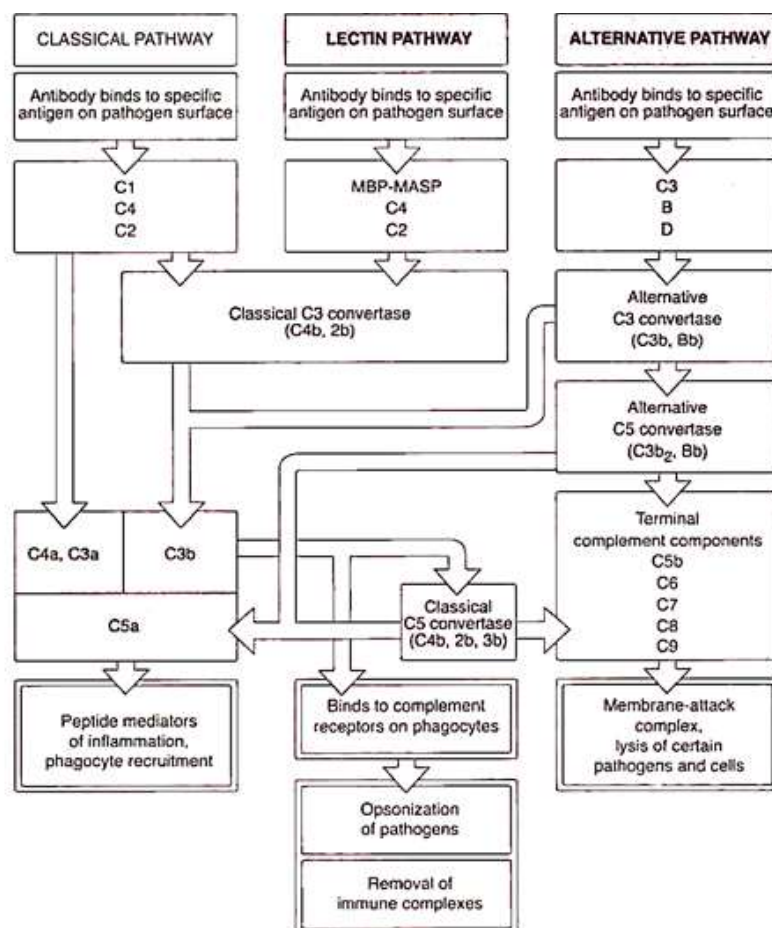 CLASSICAL PATHWAY
LECTIN PATHWAY
ALTERNATIVE PATHWAY
Antibody binds to specific
antigen on pathogen surface
Antibody binds to specific
antigen on pathogen surface
Antibody binds to specific
antigen on pathogen surface
C1
C4
C2
MBP-MASP
C4
C2
C3
B
D
Classical C3 convertase
(C4b, 2b)
Alternative
C3 convertase
(C3b, Bb)
Alternative
C5 convertase
(C3b₂, Bb)
C4a, C3a
C3b
C5a
Classical
C5 convertase
(C4b, 2b, 3b)
Terminal
complement components
C5b
C6
C7
C8
C9
Peptide mediators
of inflammation,
phagocyte recruitment
Binds to complement
receptors on phagocytes
Membrane-attack
complex,
lysis of certain
pathogens and cells
Opsonization
of pathogens
Removal of
immune complexes